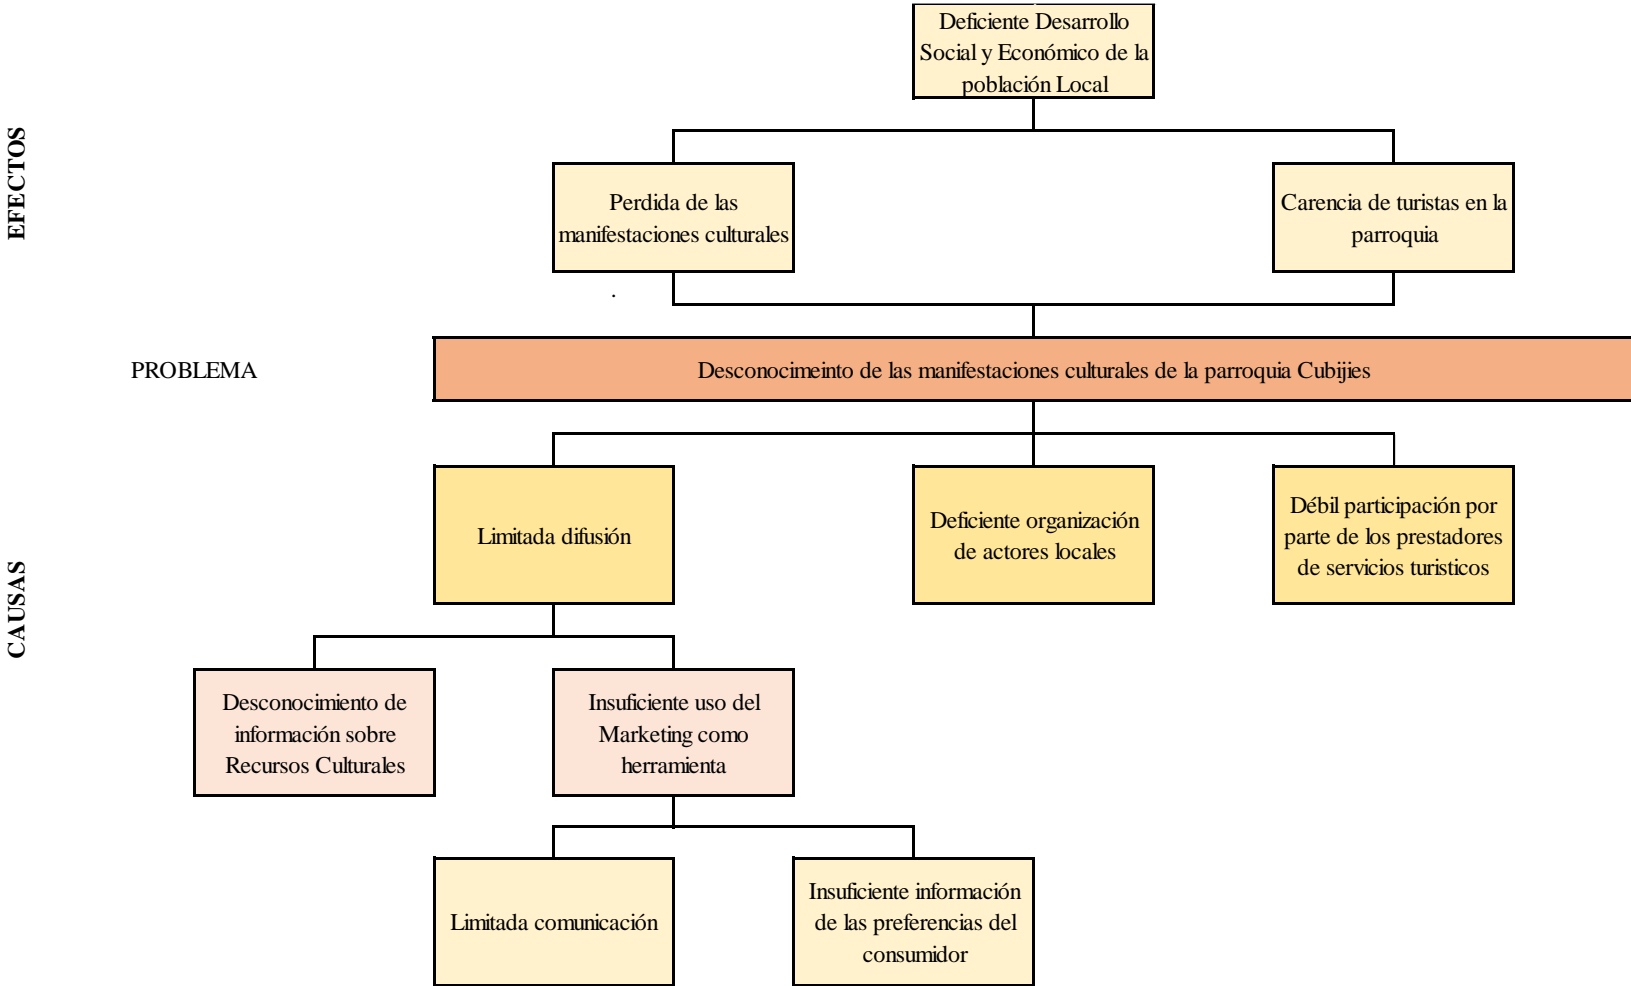 Deficiente Desarrollo
Social y Económico de la
población Local
EFECTOS
Perdida de las
manifestaciones culturales
Carencia de turistas en la
parroquia
.
PROBLEMA
Desconocimeinto de las manifestaciones culturales de la parroquia Cubijies
Limitada difusión
Deficiente organización
de actores locales
Débil participación por
parte de los prestadores
de servicios turisticos
CAUSAS
Desconocimiento de
información sobre
Recursos Culturales
Insuficiente uso del
Marketing como
herramienta
Limitada comunicación
Insuficiente información
de las preferencias del
consumidor